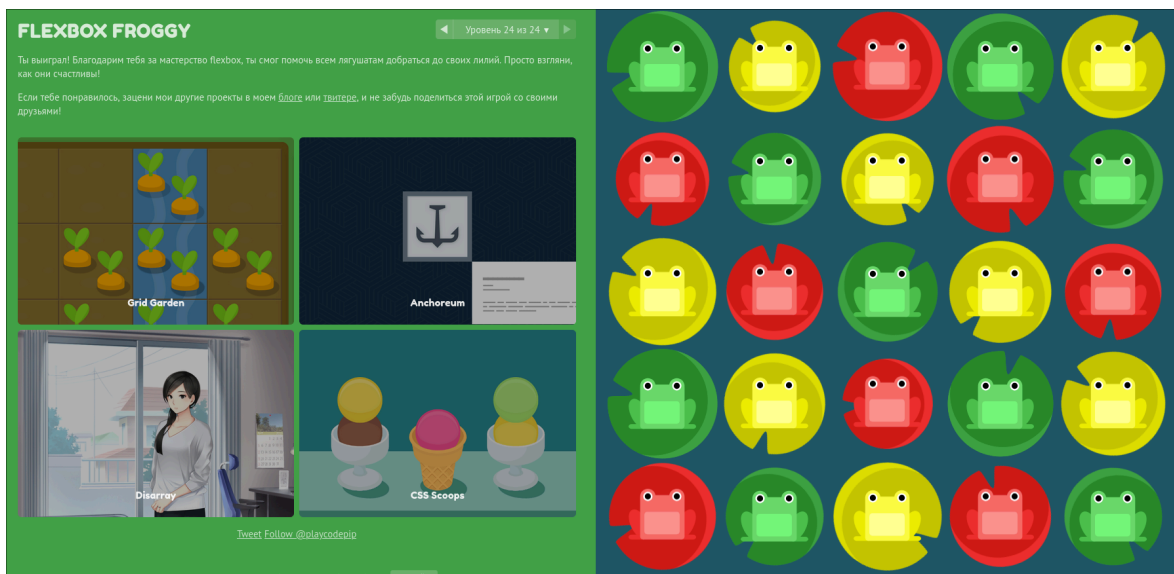 FLEXBOX FROGGY
Уровень 24 из 24 ▼
Ты выиграл! Благодарим тебя за мастерство flexbox, ты смог помочь всем лягушатам добраться до своих лилий. Просто взгляни,
как они счастливы!
Если тебе понравилось, зацени мои другие проекты в моем блоге или твитере, и не забудь поделиться этой игрой со своими
друзьями!
Grid Garden
Anchoreum
Disarray
CSS Scoops
Tweet Follow @playcodepip